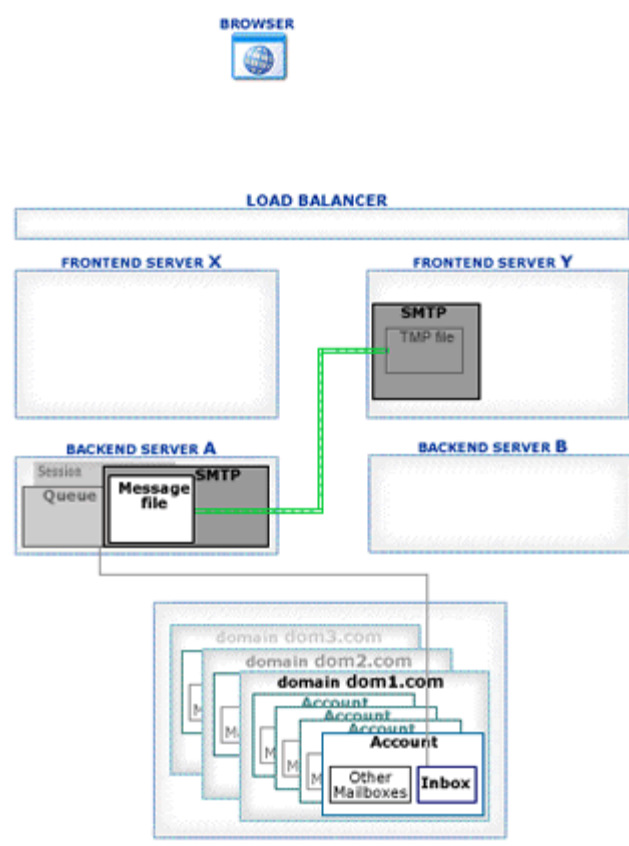 BROWSER
LOAD BALANCER
FRONTEND SERVER X
FRONTEND SERVER Y
SMTP
TMP file
BACKEND SERVER A
BACKEND SERVER B
Session
SMTP
Queue
Message
file
domain dom3.com
domain dom2.com
domain dom1.com
Account
Account
Account
Account
M
M
M
M
M
Other
Mailboxes
Inbox